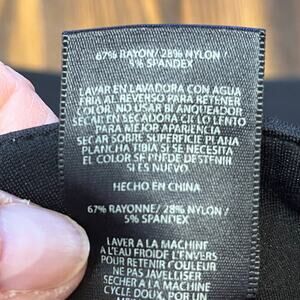 67% RAYON/ 28% NYLON/
5% SPANDEX
LAVAR EN LAVADORA CON AGUA
FRIA AL REVENSO PARA RETENER
COLOR. NO USAR BLANQUEADOR
SECAR EN SECADORA CICLO LENTO
PARA MEJOR APARIENCIA
SECAR SOBRE SUPERFICIE PLANA
PLANCHA TIBIA SI SE NECESITA
EL COLOR SE PUEDE DESTENIR
SI ES NUEVO.
HECHO EN CHINA
67% RAYONNE/ 28% NYLON/
5% SPANDEX
LAVER A LA MACHINE
A L'EAU FROIDE A L'ENVERS
POUR RETENIR COULEUR
NE PAS JAVELLISER
SECHER A LA MACHINE
CYCLE DOUX, POUR UN